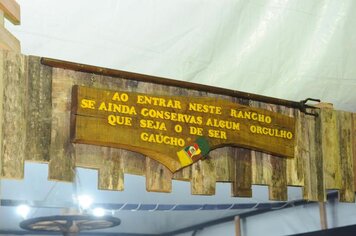 AO ENTRAR NESTE RANCHO
SE AINDA CONSERVAS ALGUM ORGULHO
QUE SEJA O DE SER
GAÚCHO